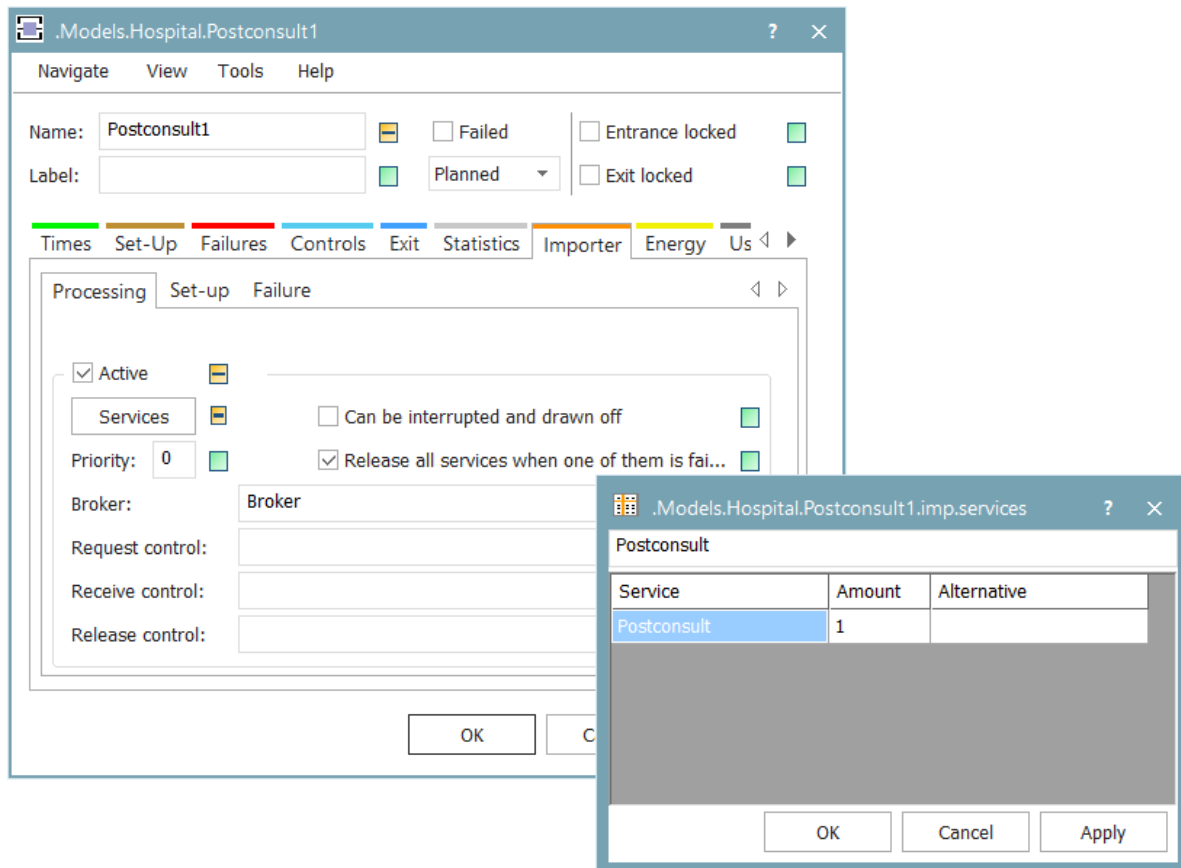 .Models.Hospital.Postconsult1 ?
Navigate View Tools Help
Name: Postconsult1 Failed Entrance locked
Label: Planned Exit locked
Times Set-Up Failures Controls Exit Statistics Importer Energy Us
Processing Set-up Failure
Active
Services Can be interrupted and drawn off
Priority: 0 Release all services when one of them is fai...
Broker: Broker
Request control:
Receive control:
Release control:
OK C
.Models.Hospital.Postconsult1.imp.services ?
Postconsult
Service Amount Alternative
Postconsult 1
OK Cancel Apply